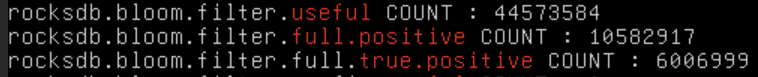 rocksdb.bloom.filter.useful COUNT : 44573584
rocksdb.bloom.filter.full.positive COUNT : 10582917
rocksdb.bloom.filter.full.true.positive COUNT : 6006999